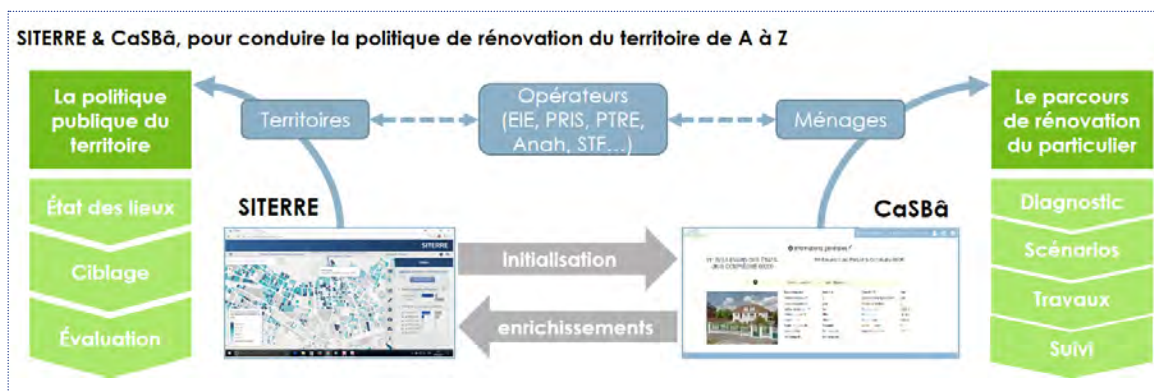 SITERRE & CaSBâ, pour conduire la politique de rénovation du territoire de A à Z
La politique
publique du
territoire
État des lieux
Ciblage
Évaluation
Territoires
Opérateurs
(EIE, PRIS, PTRE,
Anah, STF...)
Ménages
SITERRE
SITERRE
Initialisation
enrichissements
CaSBâ
Le parcours
de rénovation
du particulier
Diagnostic
Scénarios
Travaux
Suivi